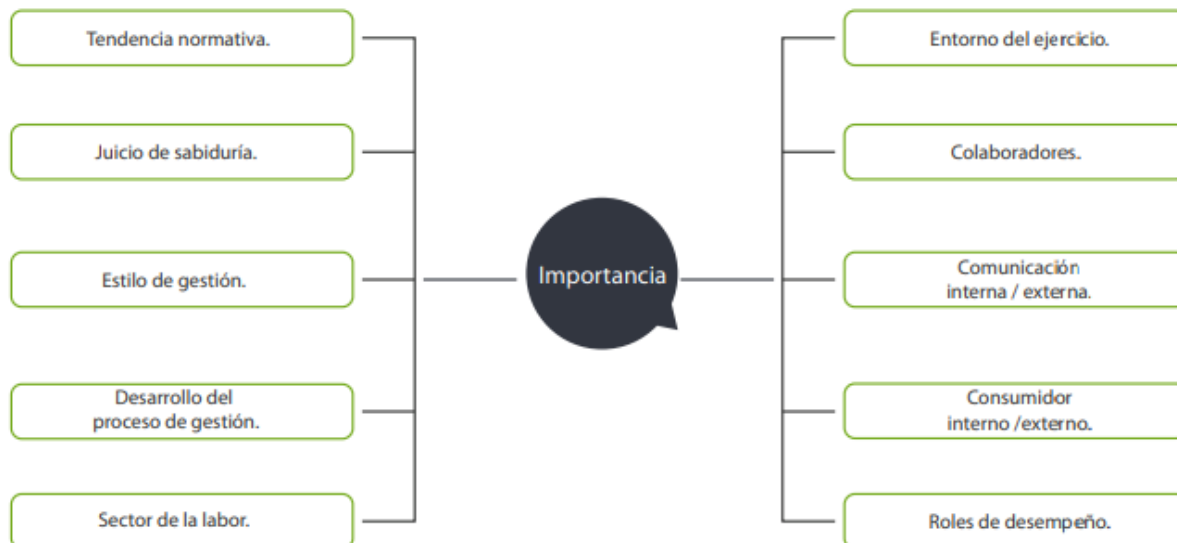 Tendencia normativa.
Juicio de sabiduría.
Estilo de gestión.
Desarrollo del
proceso de gestión.
Sector de la labor.
Importancia
Entorno del ejercicio.
Colaboradores.
Comunicación
interna / externa.
Consumidor
interno /externo.
Roles de desempeño.